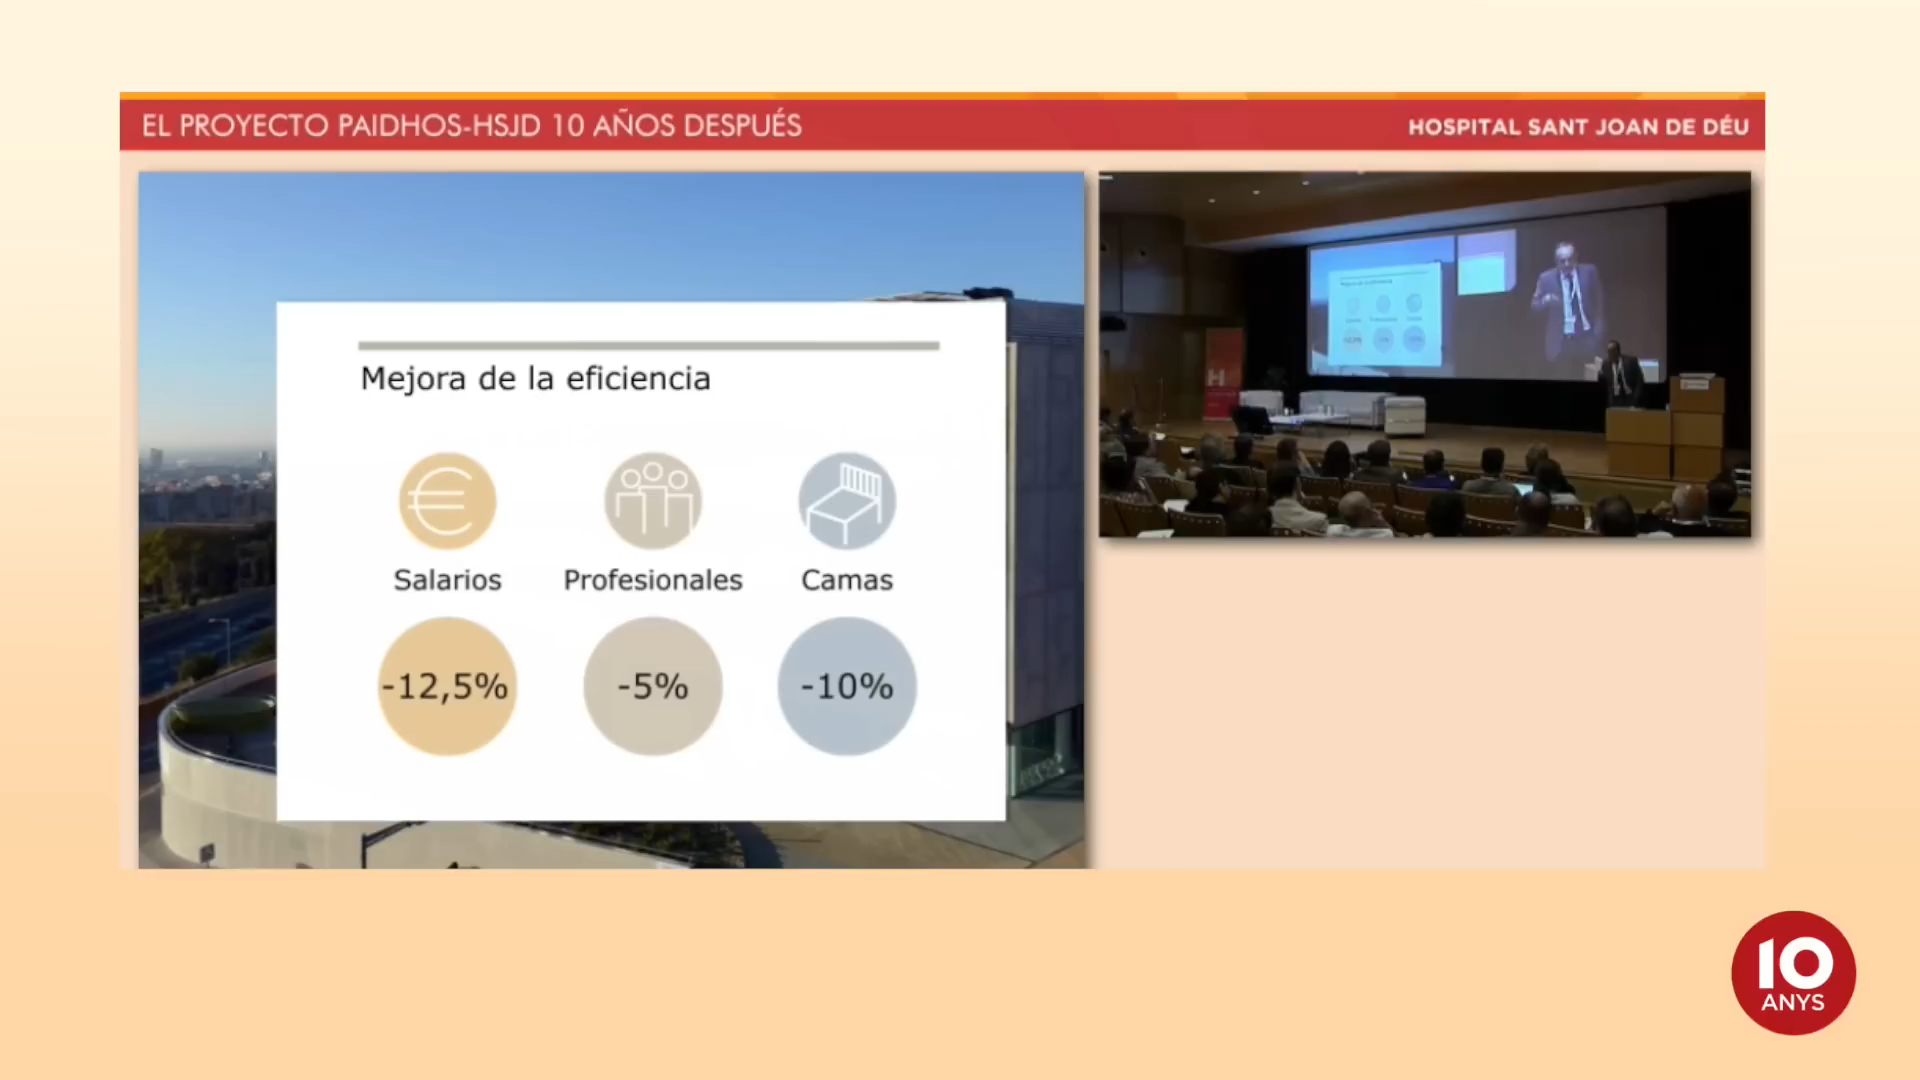 EL PROYECTO PAIDHOS-HSJD 10 AÑOS DESPUÉS
HOSPITAL SANT JOAN DE DÉU
Mejora de la eficiencia
Salarios
Profesionales
Camas
-12,5%
-5%
-10%
10
ANYS